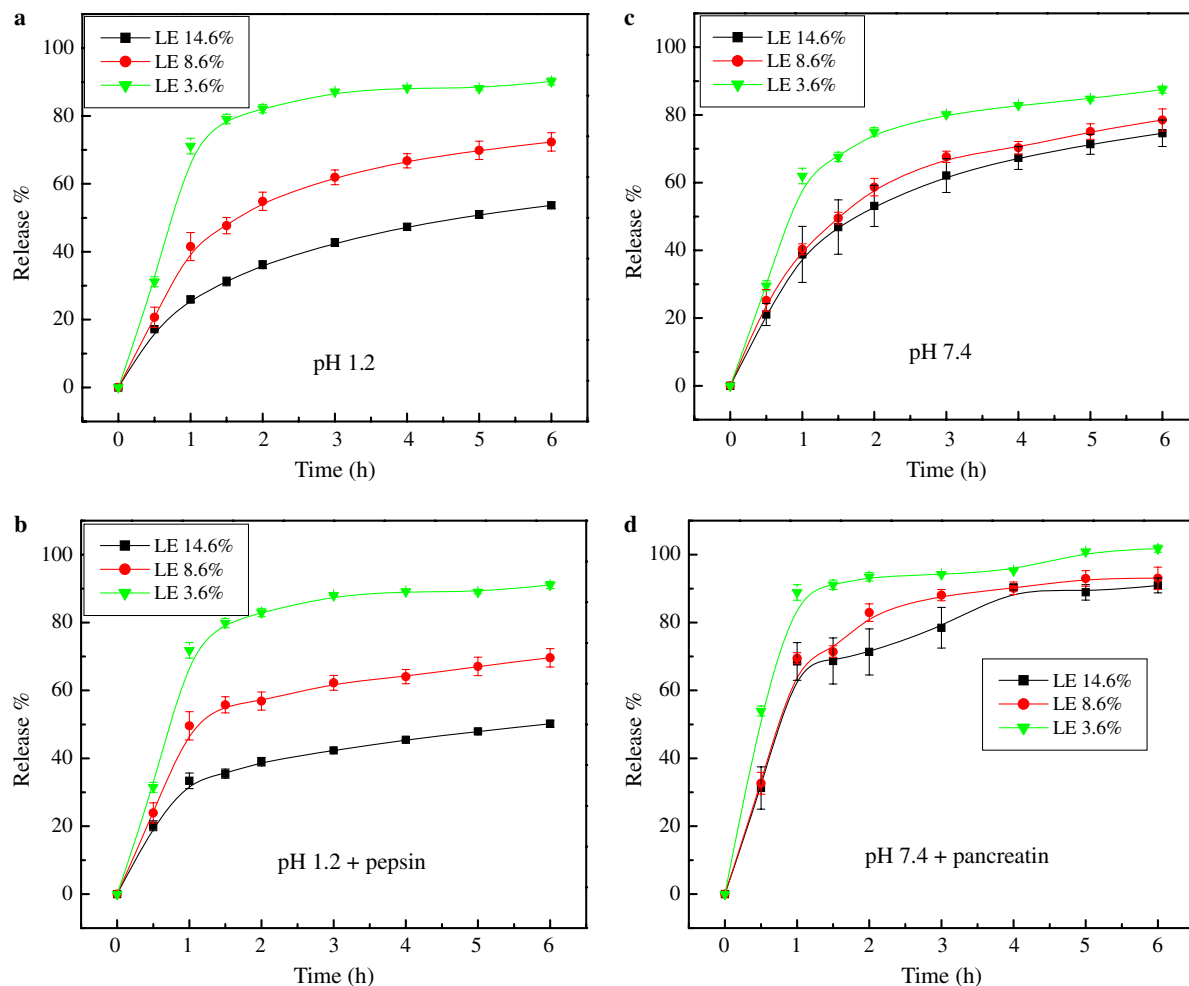 a
LE 14.6%
LE 8.6%
LE 3.6%
100
80
60
40
20
0
Release %
pH 1.2
0 1 2 3 4 5 6
Time (h)
c
LE 14.6%
LE 8.6%
LE 3.6%
100
80
60
40
20
0
Release %
pH 7.4
0 1 2 3 4 5 6
Time (h)
b
LE 14.6%
LE 8.6%
LE 3.6%
100
80
60
40
20
0
Release %
pH 1.2 + pepsin
0 1 2 3 4 5 6
Time (h)
d
100
80
60
40
20
0
Release %
LE 14.6%
LE 8.6%
LE 3.6%
pH 7.4 + pancreatin
0 1 2 3 4 5 6
Time (h)